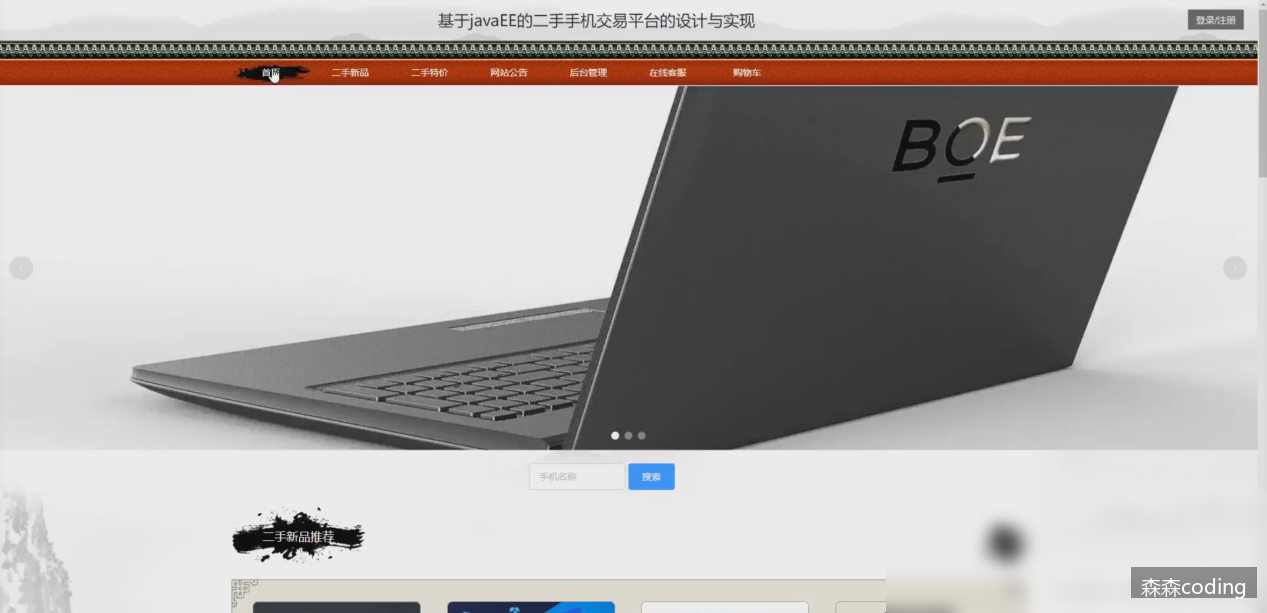 基于javaEE的二手手机交易平台的设计与实现
登录/注册
首页 二手新品 二手特价 网站公告 后台管理 在线客服 购物车
BOE
手机名称 搜索
二手新品推荐
森森coding